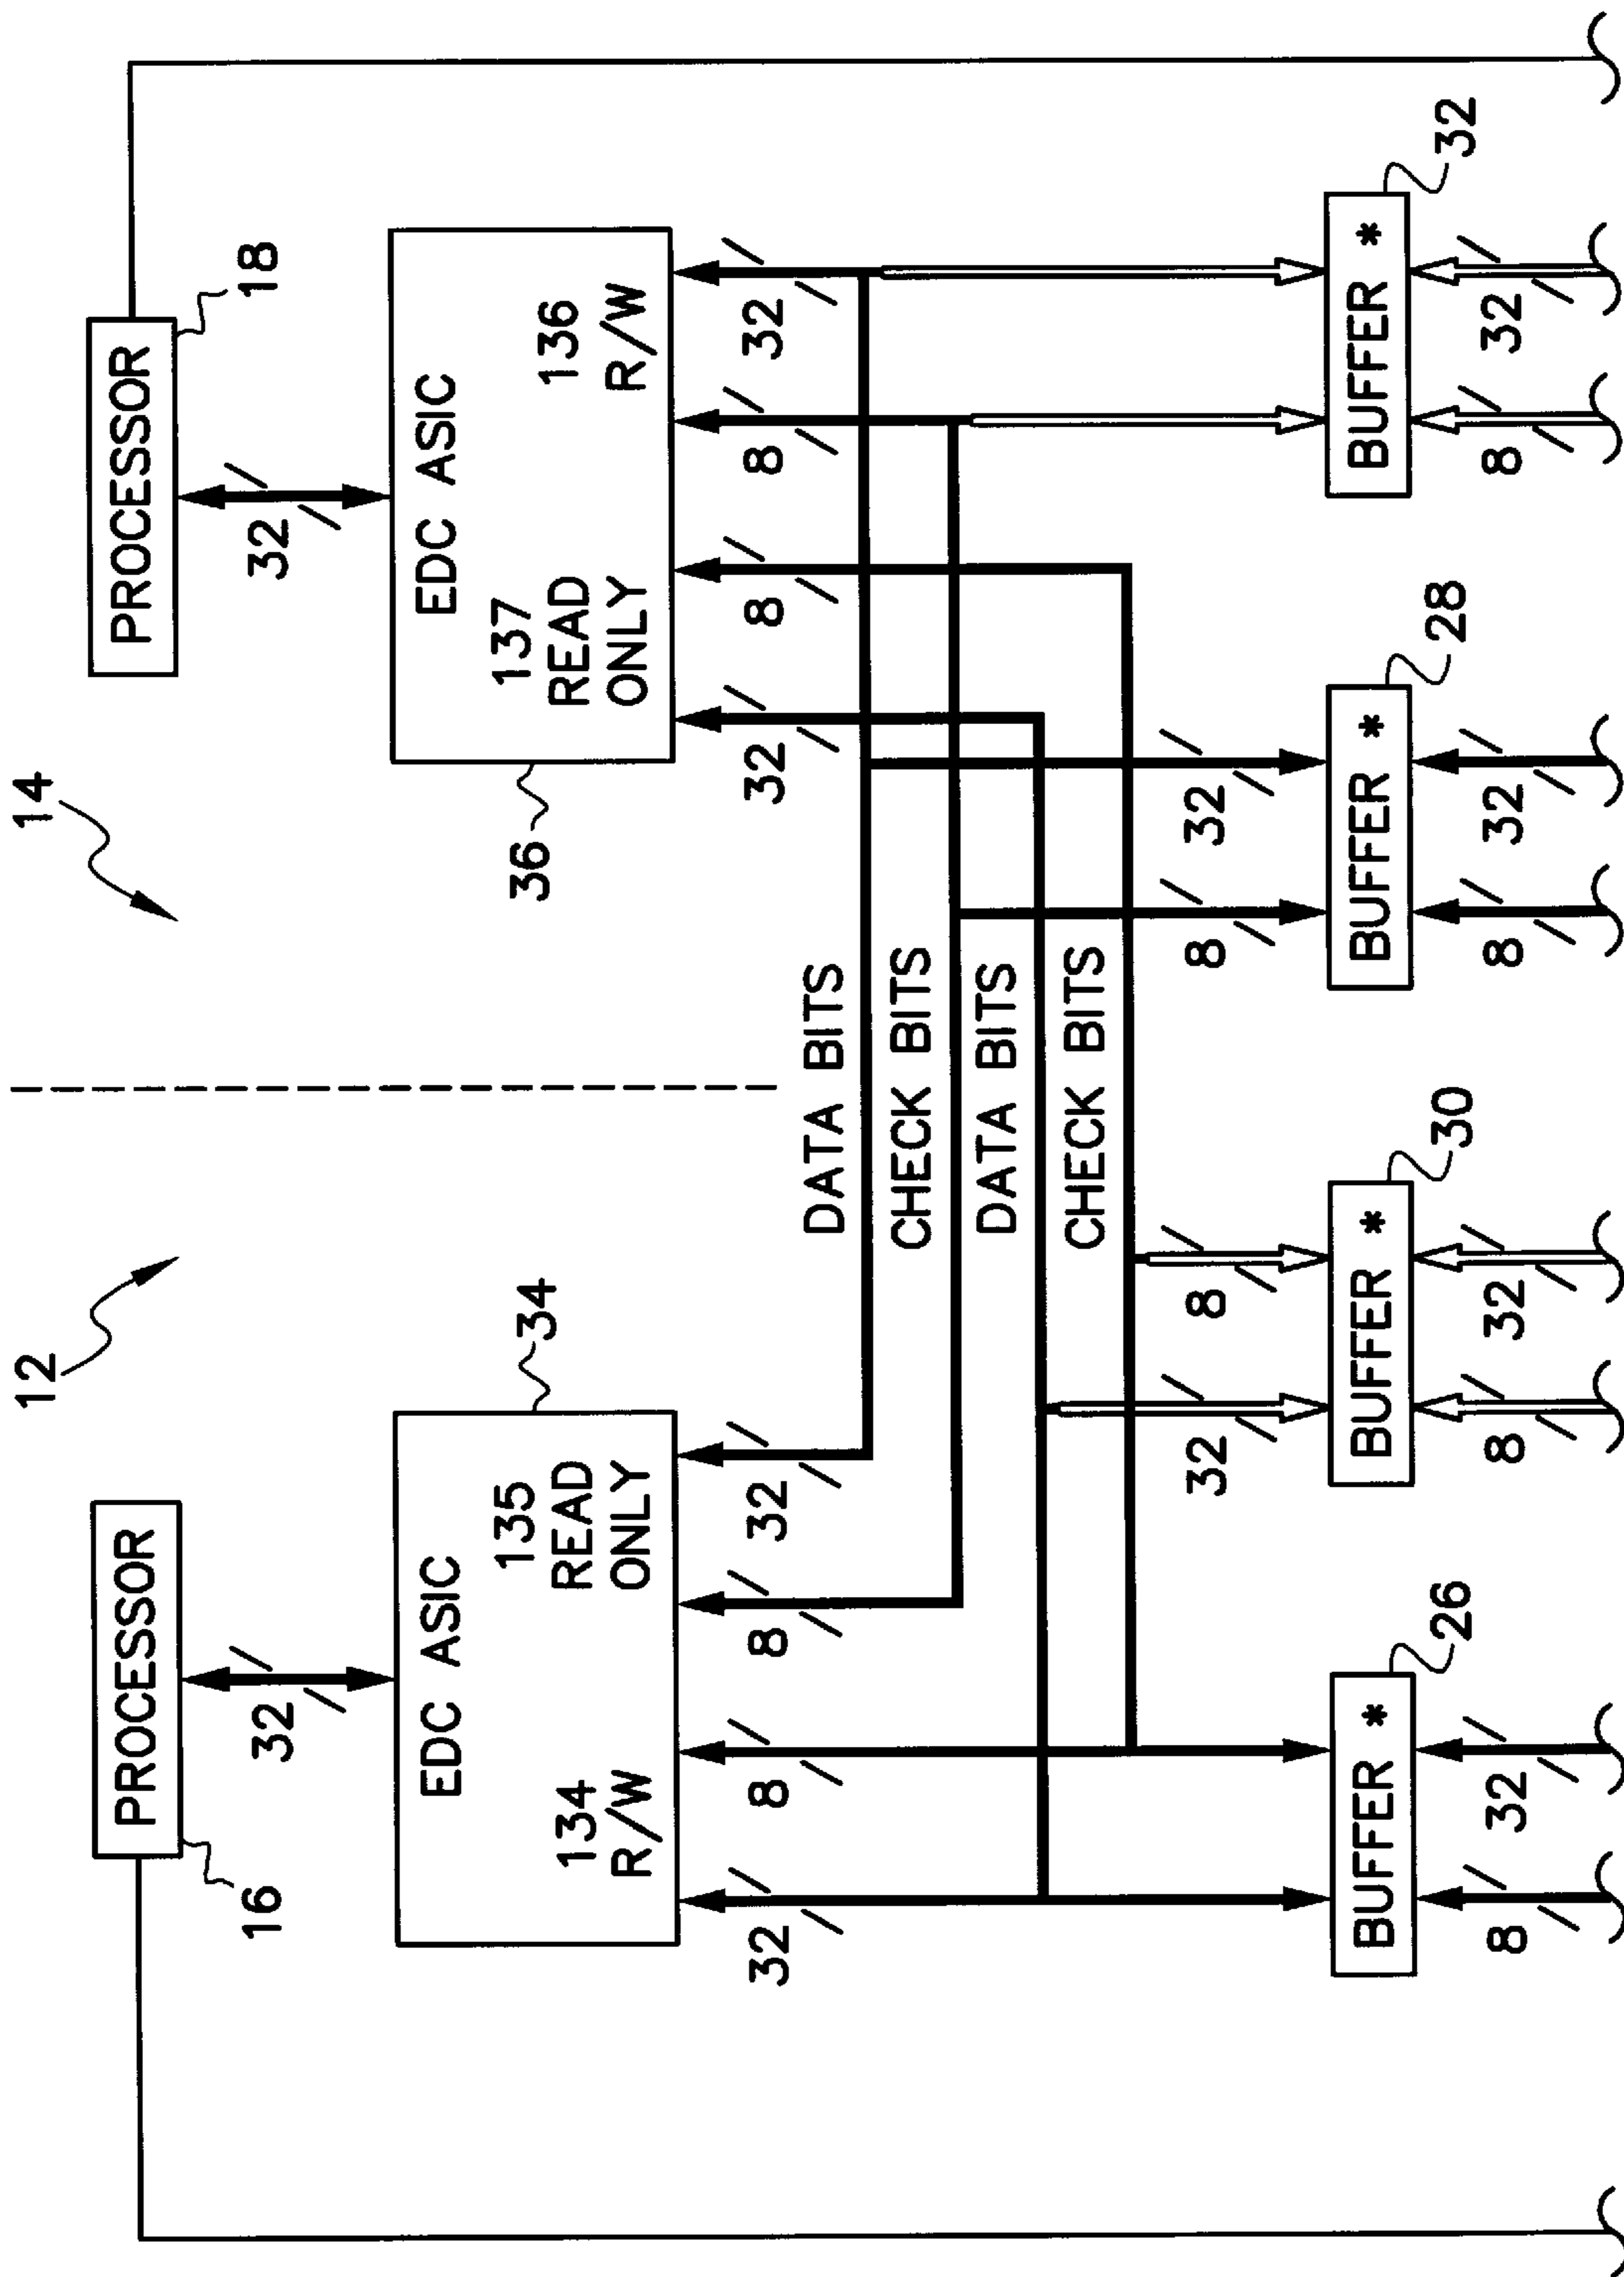 12
14
PROCESSOR
16
PROCESSOR
18
32
32
EDC ASIC
134
R/W
135
READ
ONLY
34
EDC ASIC
137
READ
ONLY
136
R/W
36
32
8
8
32
32
8
8
32
DATA BITS
CHECK BITS
DATA BITS
CHECK BITS
32
8
8
32
BUFFER *
26
BUFFER *
30
BUFFER *
28
BUFFER *
32
8
32
8
32
8
32
8
32